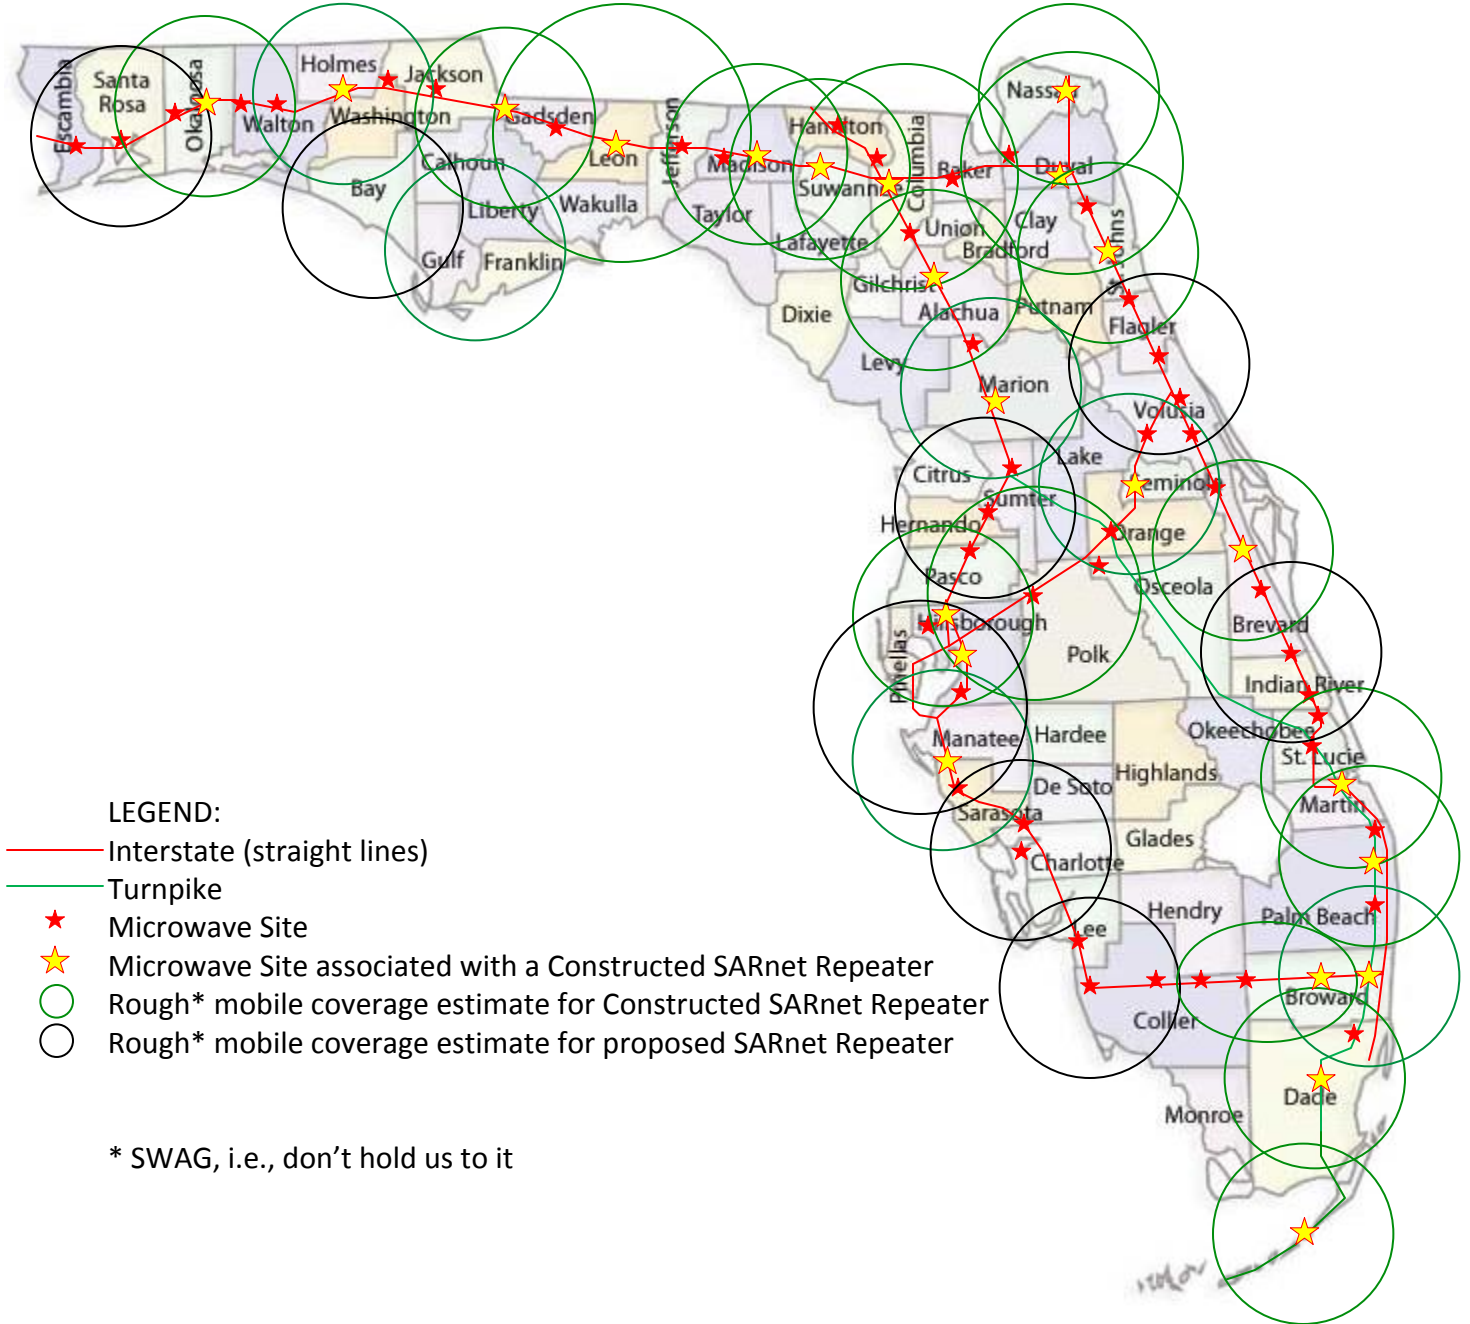 Escambia
Santa
Rosa
Okaloosa
Walton
Holmes
Jackson
Washington
Bay
Calhoun
Gulf
Liberty
Franklin
Gadsden
Leon
Wakulla
Jefferson
Madison
Taylor
Hamilton
Suwannee
Lafayette
Dixie
Columbia
Baker
Nassau
Duval
Union
Bradford
Clay
St. Johns
Gilchrist
Alachua
Putnam
Flagler
Levy
Marion
Volusia
Citrus
Sumter
Lake
Seminole
Hernando
Orange
Pasco
Osceola
Pinellas
Hillsborough
Polk
Brevard
Indian River
Manatee
Hardee
Okeechobee
St. Lucie
De Soto
Highlands
Martin
Sarasota
Charlotte
Glades
Lee
Hendry
Palm Beach
Collier
Broward
Monroe
Dade
LEGEND:
Interstate (straight lines)
Turnpike
Microwave Site
Microwave Site associated with a Constructed SARnet Repeater
Rough* mobile coverage estimate for Constructed SARnet Repeater
Rough* mobile coverage estimate for proposed SARnet Repeater
* SWAG, i.e., don’t hold us to it